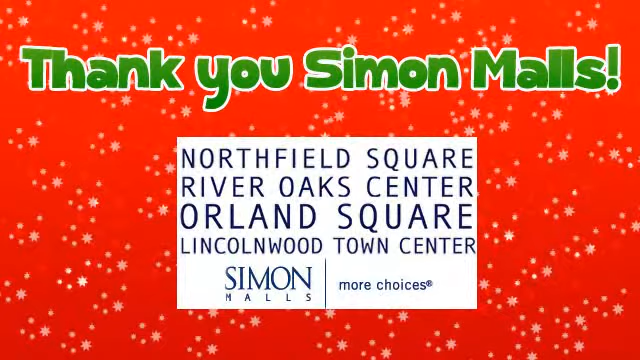 Thank you Simon Malls!
NORTHFIELD SQUARE
RIVER OAKS CENTER
ORLAND SQUARE
LINCOLNWOOD TOWN CENTER
SIMON
MALLS
more choices®